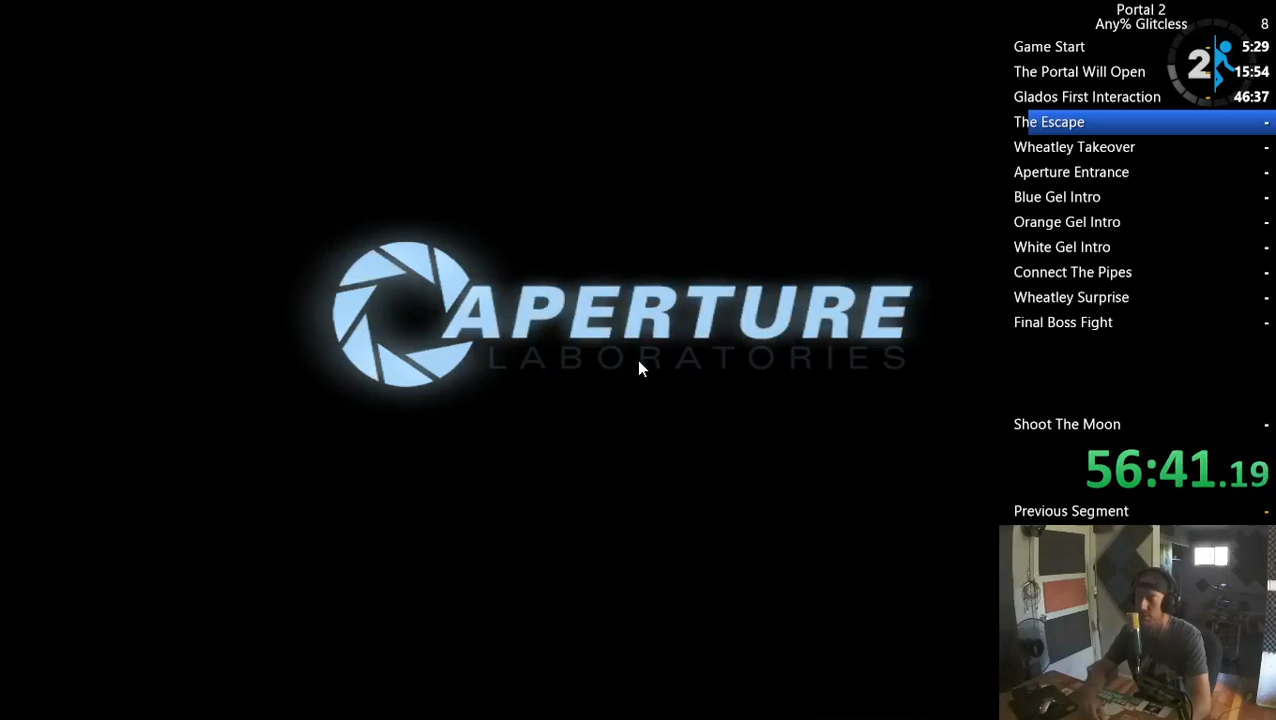 Portal 2
Any% Glitcless 8
Game Start - 5:29
The Portal Will Open - 15:54
Glados First Interaction - 46:37
2
The Escape -
Wheatley Takeover -
Aperture Entrance -
Blue Gel Intro -
Orange Gel Intro -
White Gel Intro -
Connect The Pipes -
Wheatley Surprise -
Final Boss Fight -
Shoot The Moon -
56:41.19
Previous Segment -
APERTURE
LABORATORIES